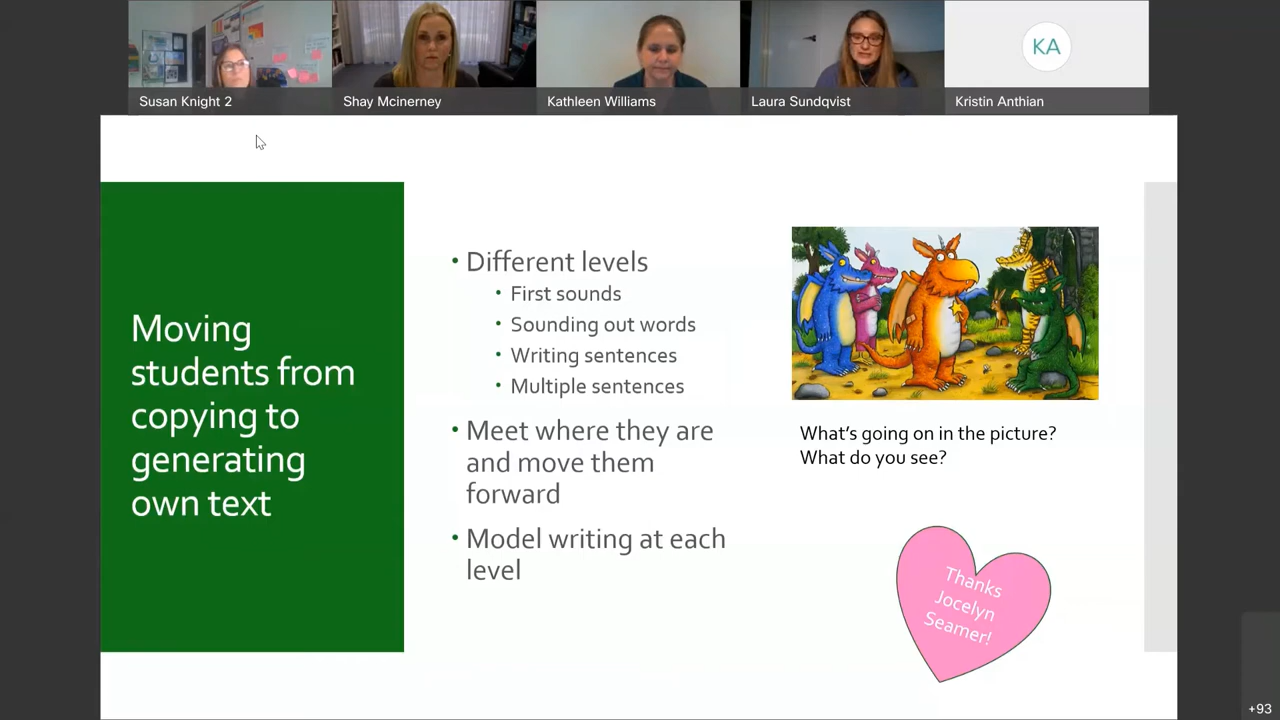 Susan Knight 2
Shay Mcinerney
Kathleen Williams
Laura Sundqvist
KA
Kristin Anthian
Moving
students from
copying to
generating
own text
• Different levels
• First sounds
• Sounding out words
• Writing sentences
• Multiple sentences
• Meet where they are
and move them
forward
• Model writing at each
level
What's going on in the picture?
What do you see?
Thanks
Jocelyn
Seamer!
+93